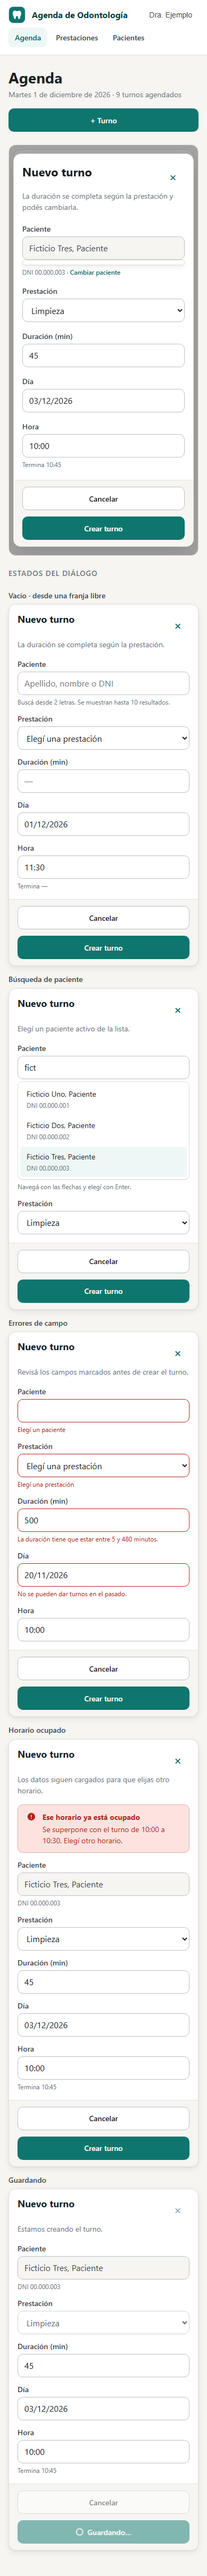 Agenda de Odontología
Dra. Ejemplo
Agenda Prestaciones Pacientes
Agenda
Martes 1 de diciembre de 2026 · 9 turnos agendados
+ Turno
Nuevo turno
×
La duración se completa según la prestación y
podés cambiarla.
Paciente
Ficticio Tres, Paciente
DNI 00.000.003 · Cambiar paciente
Prestación
Limpieza
Duración (min)
45
Día
03/12/2026
Hora
10:00
Termina 10:45
Cancelar
Crear turno
ESTADOS DEL DIÁLOGO
Vacío · desde una franja libre
Nuevo turno
×
La duración se completa según la prestación.
Paciente
Apellido, nombre o DNI
Buscá desde 2 letras. Se muestran hasta 10 resultados.
Prestación
Elegí una prestación
Duración (min)
—
Día
01/12/2026
Hora
11:30
Termina —
Cancelar
Crear turno
Búsqueda de paciente
Nuevo turno
×
Elegí un paciente activo de la lista.
Paciente
fict
Ficticio Uno, Paciente
DNI 00.000.001
Ficticio Dos, Paciente
DNI 00.000.002
Ficticio Tres, Paciente
DNI 00.000.003
Navegá con las flechas y elegí con Enter.
Prestación
Limpieza
Cancelar
Crear turno
Errores de campo
Nuevo turno
×
Revisá los campos marcados antes de crear el turno.
Paciente
Elegí un paciente
Prestación
Elegí una prestación
Elegí una prestación
Duración (min)
500
La duración tiene que estar entre 5 y 480 minutos.
Día
20/11/2026
No se pueden dar turnos en el pasado.
Hora
10:00
Cancelar
Crear turno
Horario ocupado
Nuevo turno
×
Los datos siguen cargados para que elijas otro
horario.
Ese horario ya está ocupado
Se superpone con el turno de 10:00 a
10:30. Elegí otro horario.
Paciente
Ficticio Tres, Paciente
DNI 00.000.003
Prestación
Limpieza
Duración (min)
45
Día
03/12/2026
Hora
10:00
Termina 10:45
Cancelar
Crear turno
Guardando
Nuevo turno
×
Estamos creando el turno.
Paciente
Ficticio Tres, Paciente
DNI 00.000.003
Prestación
Limpieza
Duración (min)
45
Día
03/12/2026
Hora
10:00
Termina 10:45
Cancelar
Guardando...